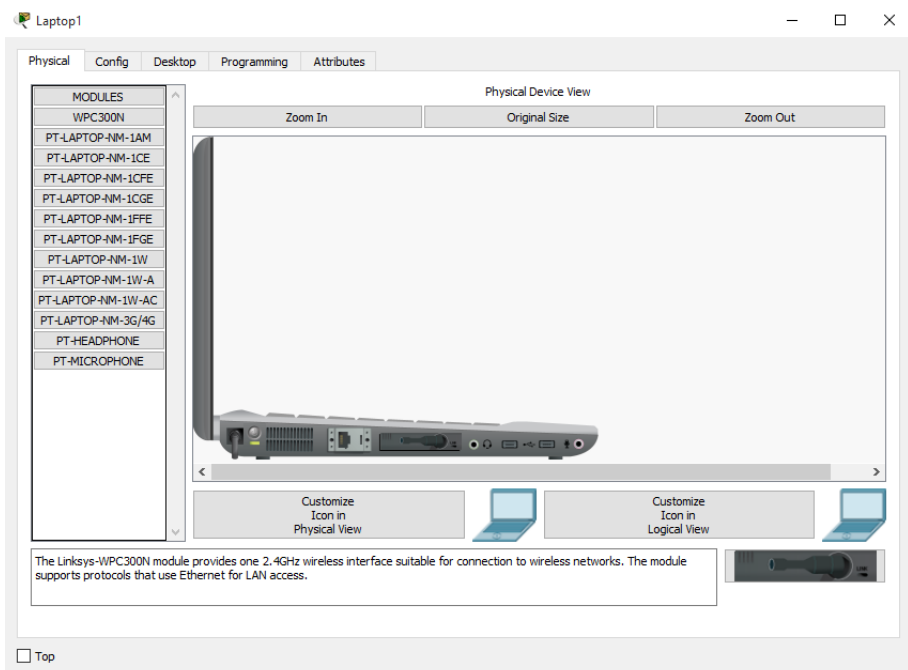 Laptop1
Physical
Config
Desktop
Programming
Attributes
MODULES
WPC300N
PT-LAPTOP-NM-1AM
PT-LAPTOP-NM-1CE
PT-LAPTOP-NM-1CFE
PT-LAPTOP-NM-1CGE
PT-LAPTOP-NM-1FFE
PT-LAPTOP-NM-1FGE
PT-LAPTOP-NM-1W
PT-LAPTOP-NM-1W-A
PT-LAPTOP-NM-1W-AC
PT-LAPTOP-NM-3G/4G
PT-HEADPHONE
PT-MICROPHONE
Physical Device View
Zoom In
Original Size
Zoom Out
Customize
Icon in
Physical View
Customize
Icon in
Logical View
The Linksys-WPC300N module provides one 2.4GHz wireless interface suitable for connection to wireless networks. The module
supports protocols that use Ethernet for LAN access.
Top